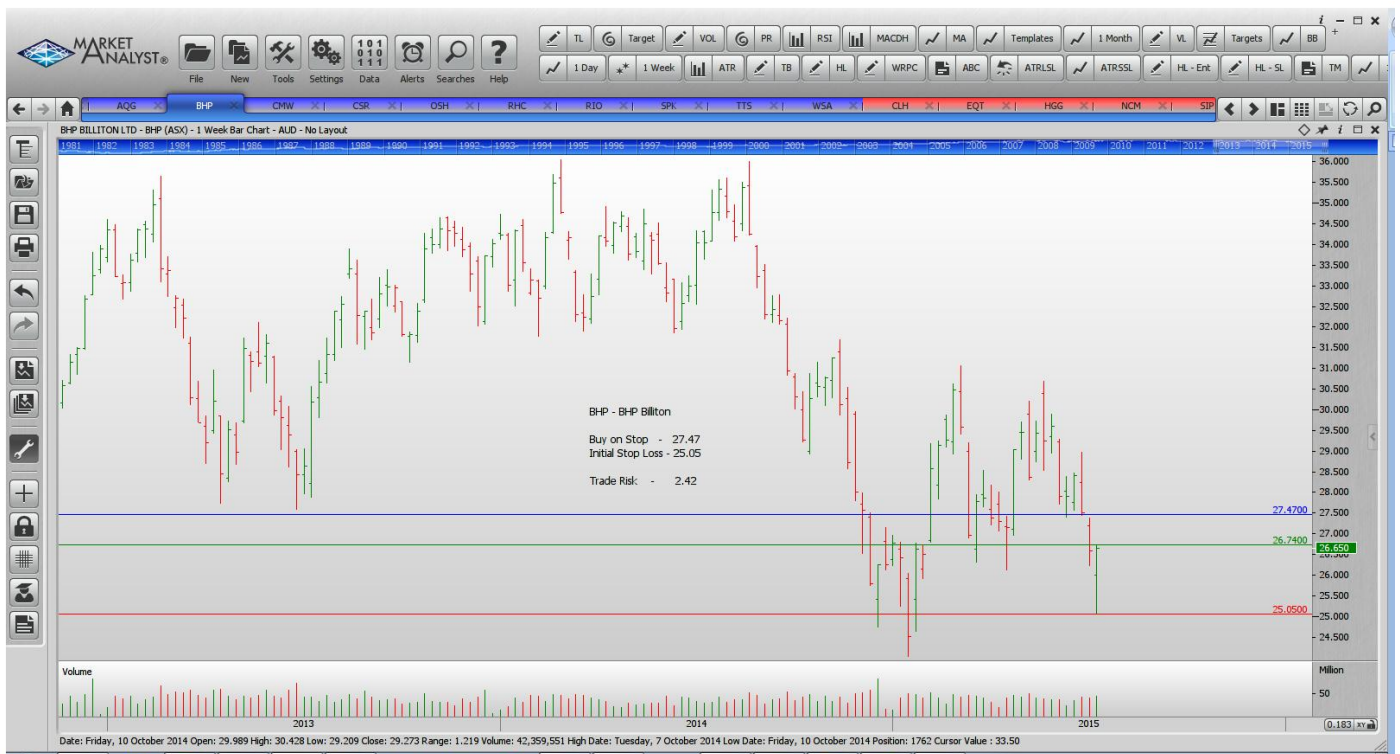 MARKET ANALYST®
File New Tools Settings Data Alerts Searches Help
i
TL Target VOL PR RSI MACDH MA Templates 1 Month VL Targets BB
1 Day 1 Week ATR TB HL WRPC ABC ATRLSL ATRSSL HL - Ent HL - SL TM
AQG BHP CMW CSR OSH RHC RIO SPK TTS WSA CLH EQT HGG NCM SIP
BHP BILLITON LTD - BHP (ASX) - 1 Week Bar Chart - AUD - No Layout
1981 1982 1983 1984 1985 1986 1987 1988 1989 1990 1991 1992 1993 1994 1995 1996 1997 1998 1999 2000 2001 2002 2003 2004 2005 2006 2007 2008 2009 2010 2011 2012 2013 2014 2015
36.000
35.500
35.000
34.500
34.000
33.500
33.000
32.500
32.000
31.500
31.000
30.500
30.000
29.500
29.000
28.500
28.000
27.500
27.000
26.650
26.000
25.500
25.000
24.500
BHP - BHP Billiton
Buy on Stop - 27.47
Initial Stop Loss - 25.05
Trade Risk - 2.42
27.4700
26.7400
25.0500
Volume
Million
50
2013 2014 2015
0.183 XY
Date: Friday, 10 October 2014 Open: 29.989 High: 30.428 Low: 29.209 Close: 29.273 Range: 1.219 Volume: 42,359,551 High Date: Tuesday, 7 October 2014 Low Date: Friday, 10 October 2014 Position: 1762 Cursor Value : 33.50